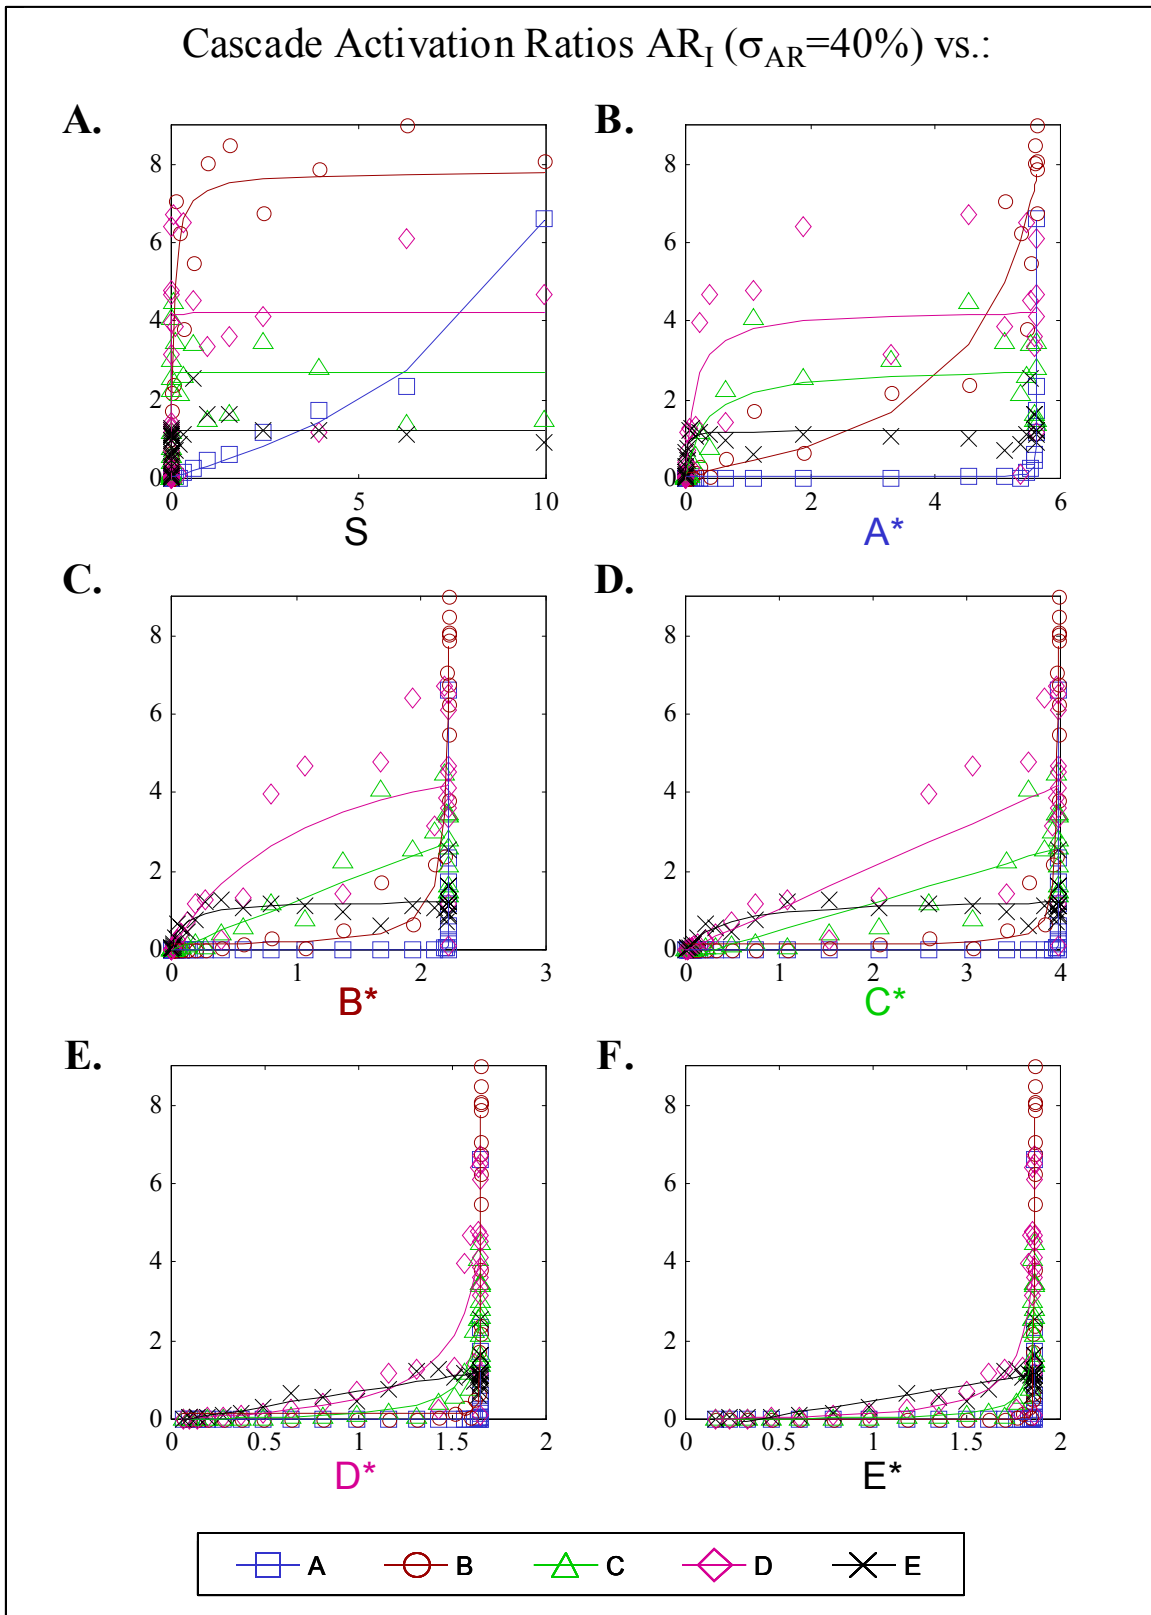 Cascade Activation Ratios AR_I (σ_AR=40%) vs.:
A.
B.
8
6
4
2
0
0 5 10
S
8
6
4
2
0
0 2 4 6
A*
C.
D.
8
6
4
2
0
0 1 2 3
B*
8
6
4
2
0
0 1 2 3 4
C*
E.
F.
8
6
4
2
0
0 0.5 1 1.5 2
D*
8
6
4
2
0
0 0.5 1 1.5 2
E*
A B C D E